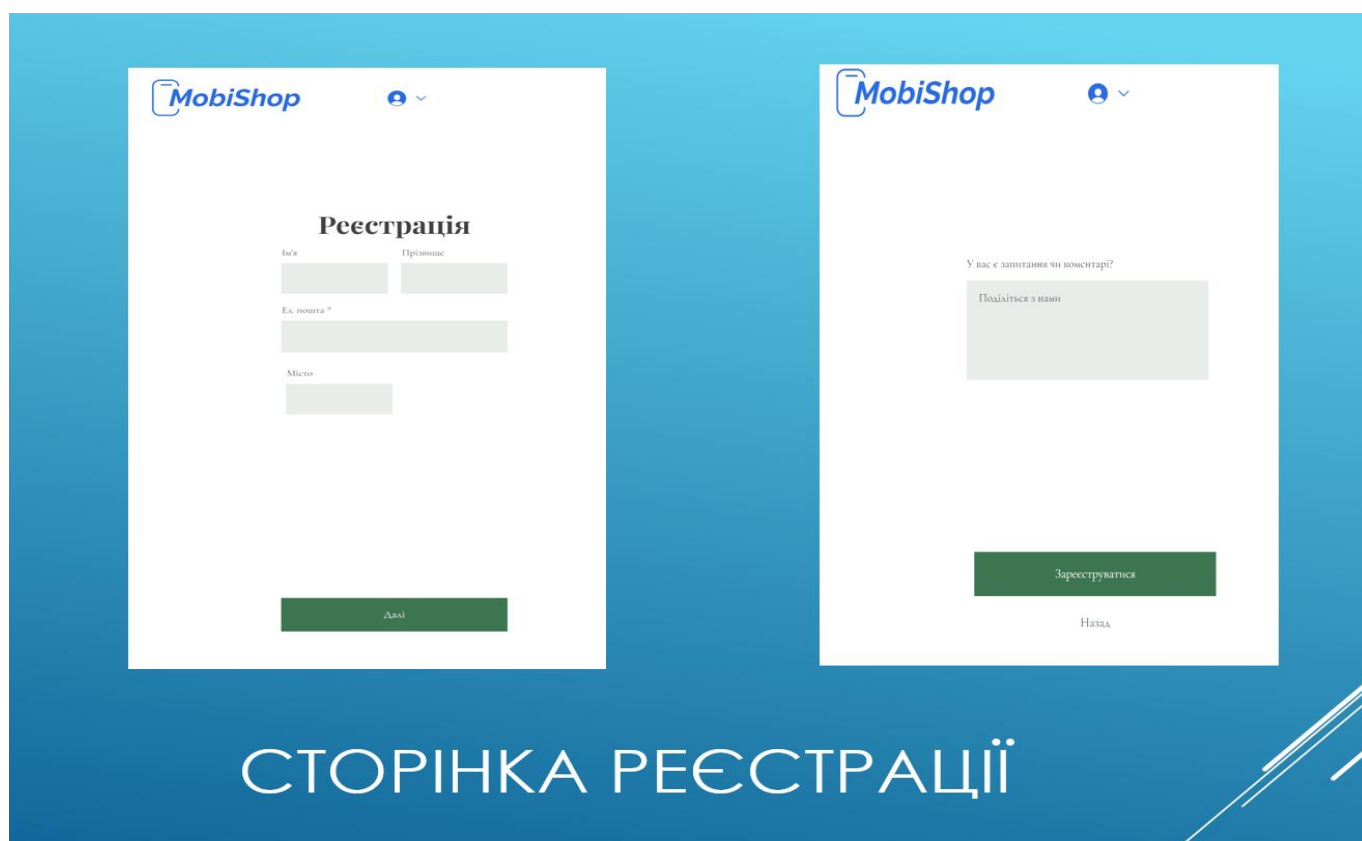 MobiShop
Реєстрація
Ім'я Прізвище
Ел. пошта *
Місто
Далі
MobiShop
У вас є запитання чи коментарі?
Поділіться з нами
Зареєструватися
Назад
СТОРІНКА РЕЄСТРАЦІЇ